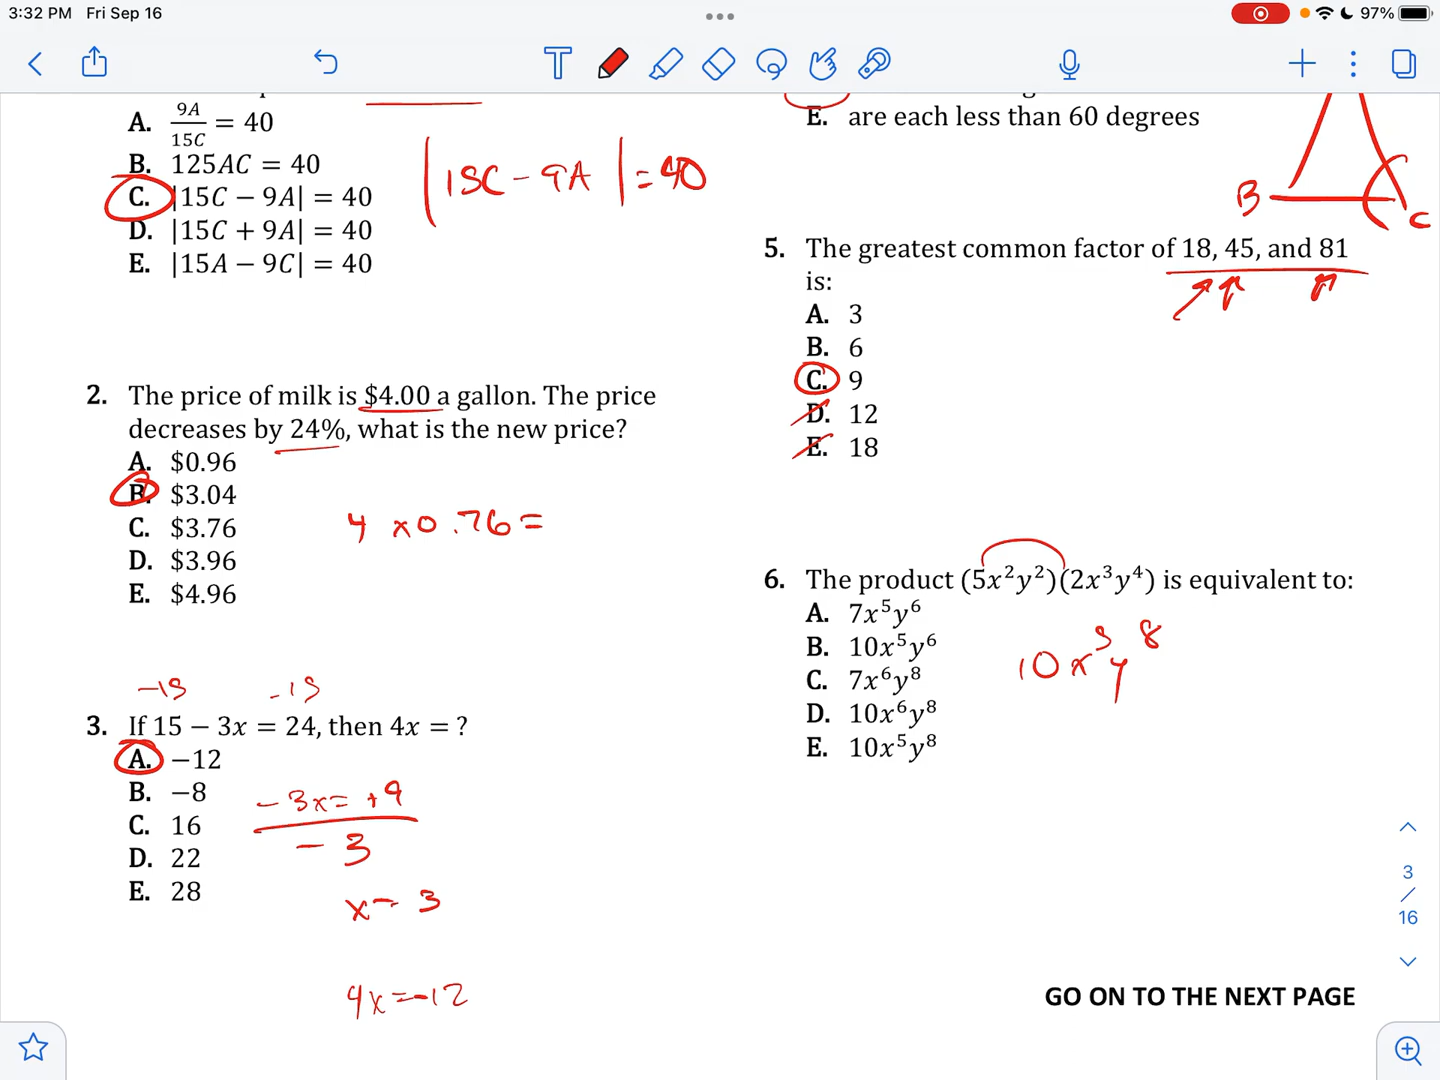 3:32 PM Fri Sep 16
97%
A. 9A/15C = 40
B. 125AC = 40
C. |15C − 9A| = 40
D. |15C + 9A| = 40
E. |15A − 9C| = 40
|15C - 9A| = 40
2. The price of milk is $4.00 a gallon. The price
decreases by 24%, what is the new price?
A. $0.96
B. $3.04
C. $3.76
D. $3.96
E. $4.96
4 x 0.76 =
-15 -15
3. If 15 − 3x = 24, then 4x = ?
A. −12
B. −8
C. 16
D. 22
E. 28
-3x = +9
- 3
x = 3
4x = -12
E. are each less than 60 degrees
B
C
5. The greatest common factor of 18, 45, and 81
is:
A. 3
B. 6
C. 9
D. 12
E. 18
6. The product (5x²y²)(2x³y⁴) is equivalent to:
A. 7x⁵y⁶
B. 10x⁵y⁶
C. 7x⁶y⁸
D. 10x⁶y⁸
E. 10x⁵y⁸
10x⁵y⁸
3
/
16
GO ON TO THE NEXT PAGE